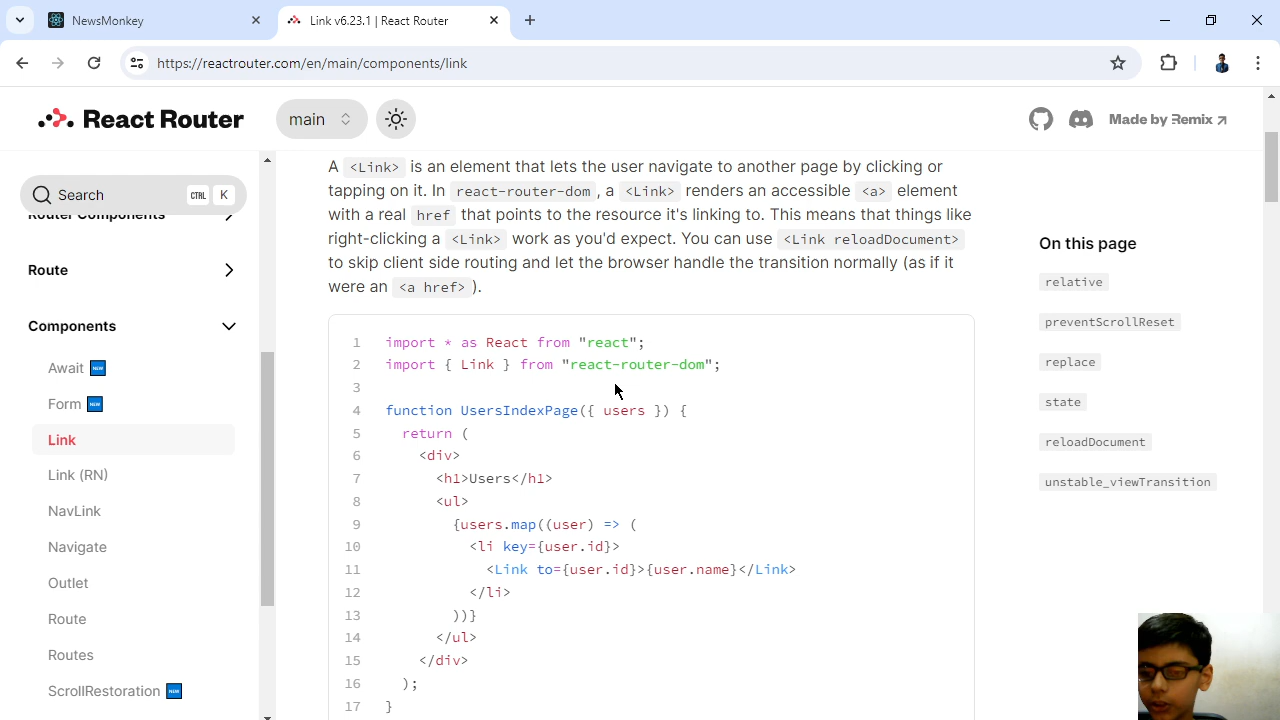 NewsMonkey
Link v6.23.1 | React Router
https://reactrouter.com/en/main/components/link
React Router
main
Made by Remix ↗
Search
CTRL K
Router Components
Route
Components
Await NEW
Form NEW
Link
Link (RN)
NavLink
Navigate
Outlet
Route
Routes
ScrollRestoration NEW
A <Link> is an element that lets the user navigate to another page by clicking or
tapping on it. In react-router-dom, a <Link> renders an accessible <a> element
with a real href that points to the resource it's linking to. This means that things like
right-clicking a <Link> work as you'd expect. You can use <Link reloadDocument>
to skip client side routing and let the browser handle the transition normally (as if it
were an <a href>).
1 import * as React from "react";
2 import { Link } from "react-router-dom";
3
4 function UsersIndexPage({ users }) {
5 return (
6 <div>
7 <h1>Users</h1>
8 <ul>
9 {users.map((user) => (
10 <li key={user.id}>
11 <Link to={user.id}>{user.name}</Link>
12 </li>
13 ))}
14 </ul>
15 </div>
16 );
17 }
On this page
relative
preventScrollReset
replace
state
reloadDocument
unstable_viewTransition